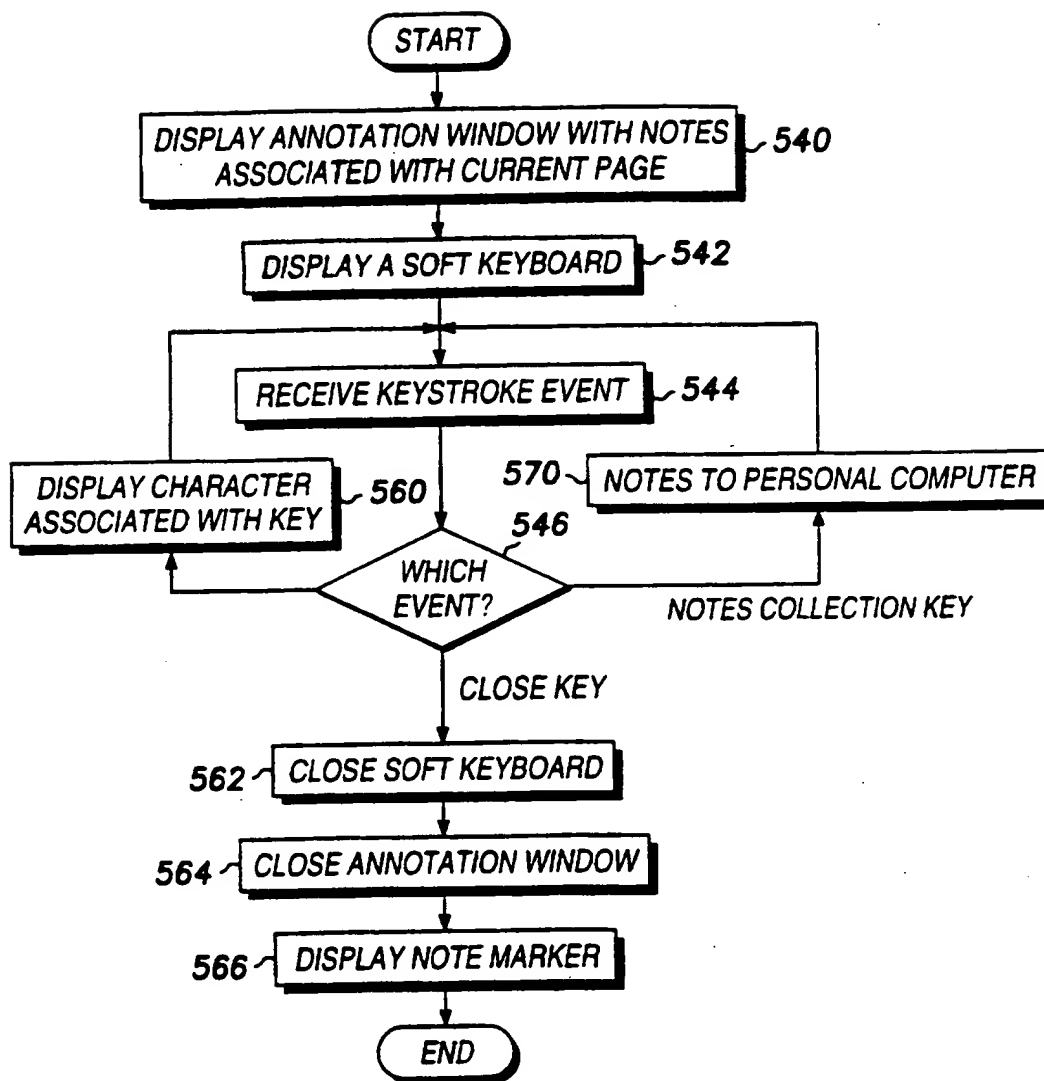 START
DISPLAY ANNOTATION WINDOW WITH NOTES
ASSOCIATED WITH CURRENT PAGE
540
DISPLAY A SOFT KEYBOARD
542
RECEIVE KEYSTROKE EVENT
544
DISPLAY CHARACTER
ASSOCIATED WITH KEY
560
570
NOTES TO PERSONAL COMPUTER
546
WHICH
EVENT?
NOTES COLLECTION KEY
CLOSE KEY
562
CLOSE SOFT KEYBOARD
564
CLOSE ANNOTATION WINDOW
566
DISPLAY NOTE MARKER
END